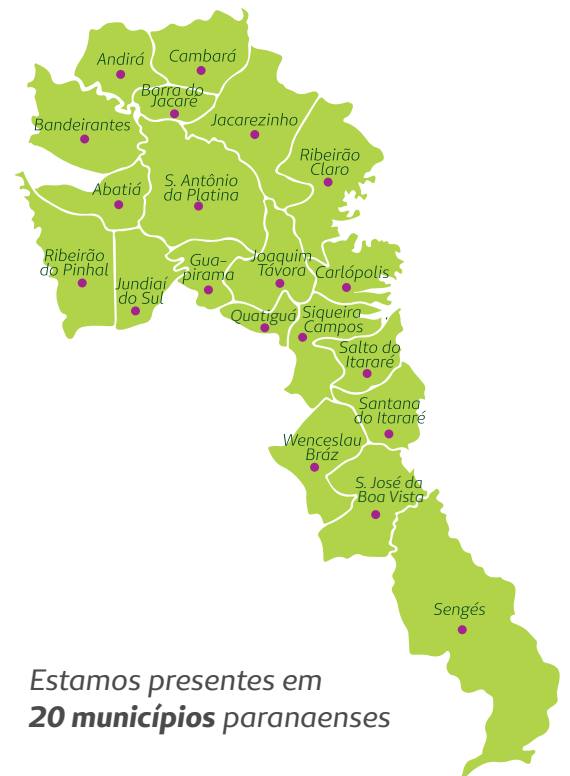 Andirá
Cambará
Barra do
Jacaré
Bandeirantes
Jacarezinho
Ribeirão
Claro
Abatiá
S. Antônio
da Platina
Ribeirão
do Pinhal
Jundiaí
do Sul
Gua-
pirama
Joaquim
Távora
Carlópolis
Quatiguá
Siqueira
Campos
Salto do
Itararé
Santana
do Itararé
Wenceslau
Bráz
S. José da
Boa Vista
Sengés
Estamos presentes em
20 municípios paranaenses